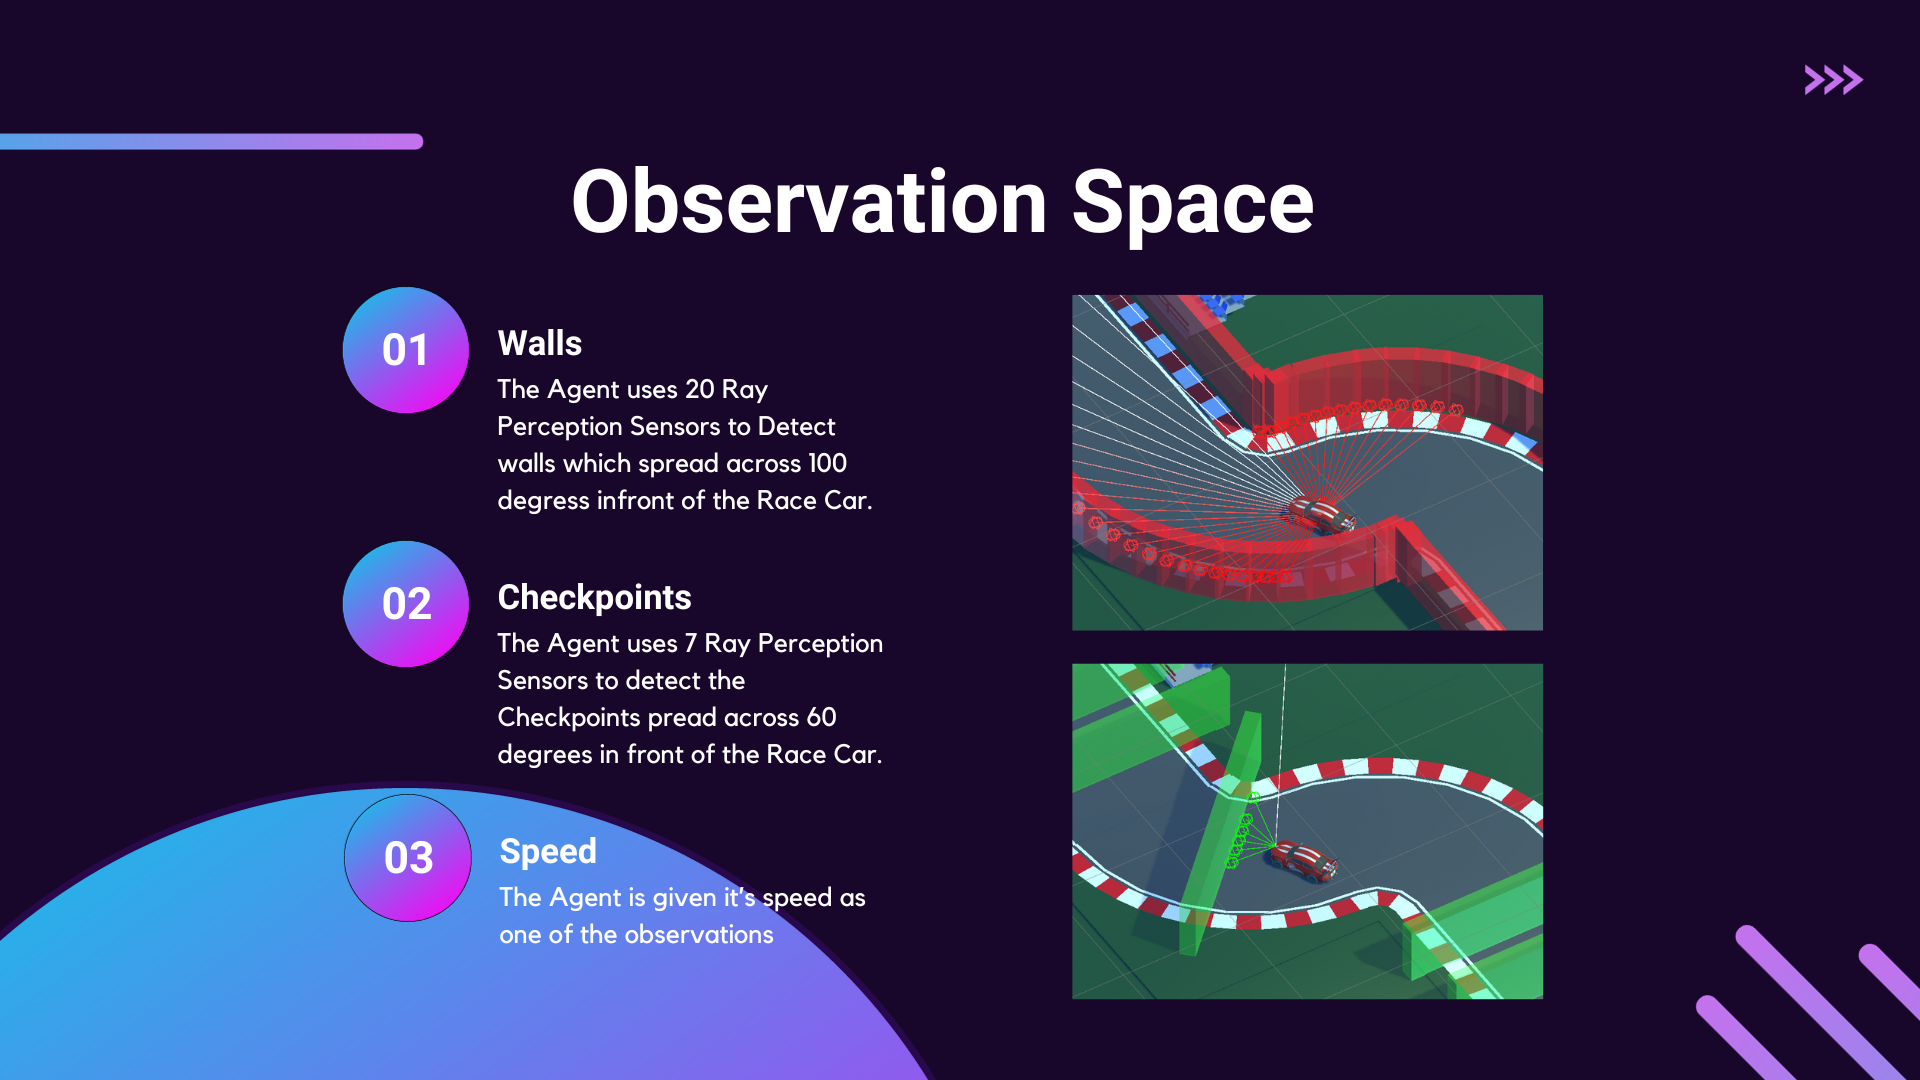 Observation Space
01
Walls
The Agent uses 20 Ray
Perception Sensors to Detect
walls which spread across 100
degress infront of the Race Car.
02
Checkpoints
The Agent uses 7 Ray Perception
Sensors to detect the
Checkpoints pread across 60
degrees in front of the Race Car.
03
Speed
The Agent is given it's speed as
one of the observations